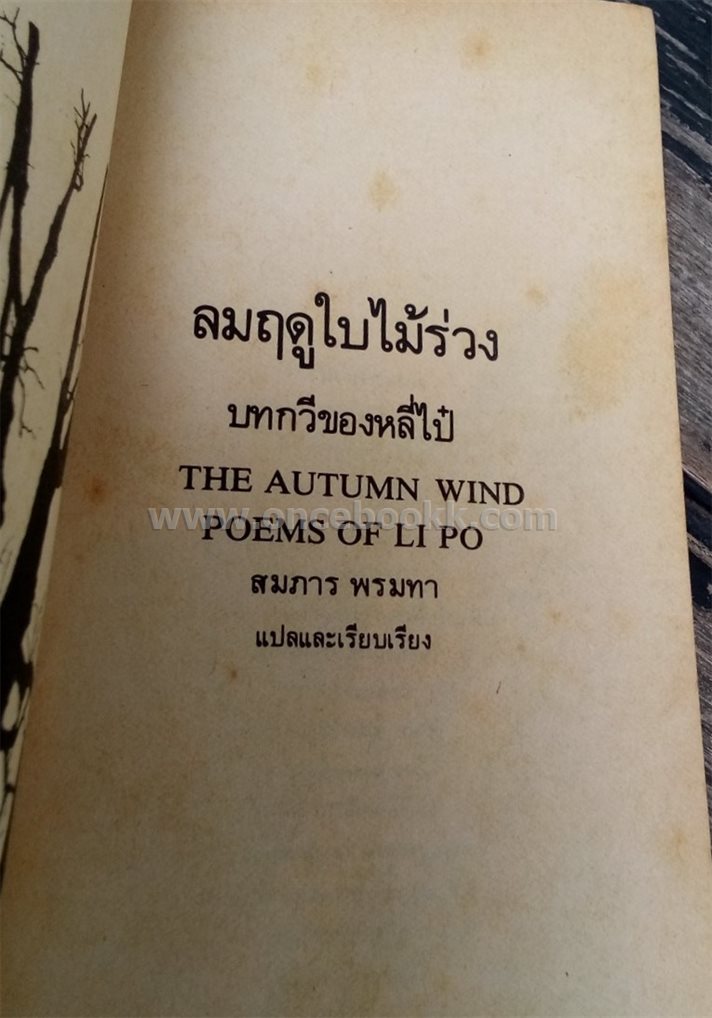 ลมฤดูใบไม้ร่วง
บทกวีของหลี่ไป๋
THE AUTUMN WIND
www.oncebookk.com
POEMS OF LI PO
สมภาร พรมทา
แปลและเรียบเรียง